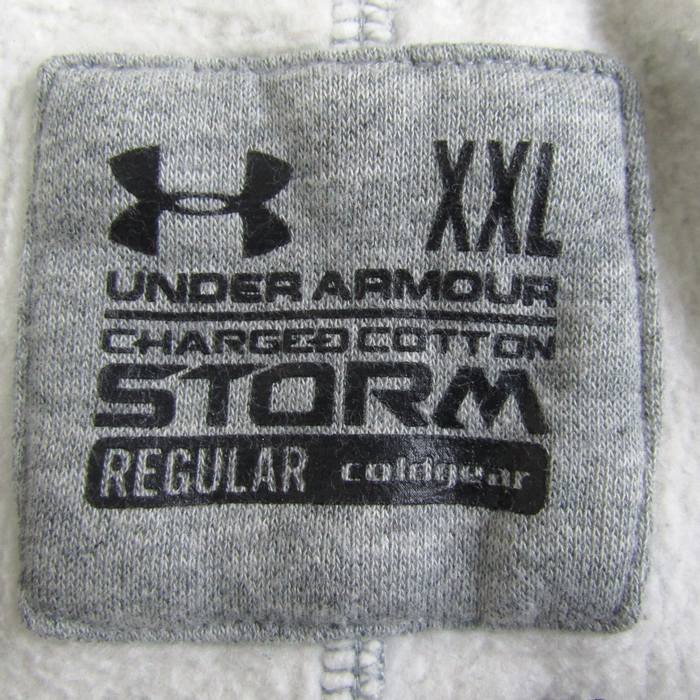 XXL
UNDER ARMOUR
CHARGED COTTON
STORM
REGULAR coldgear